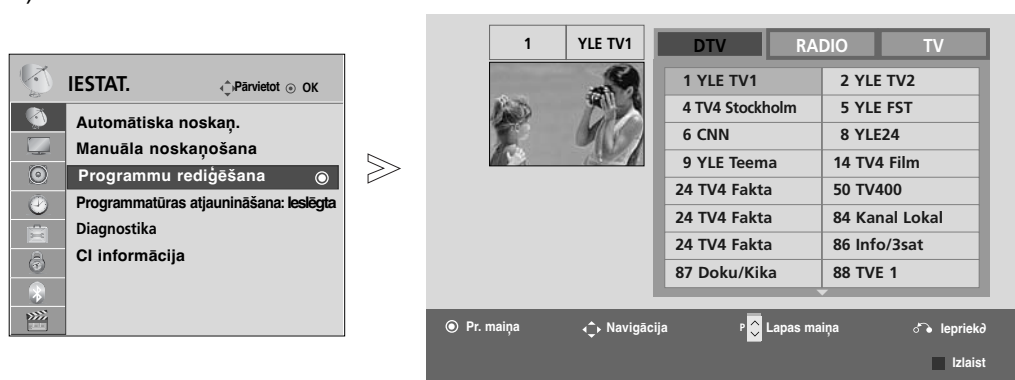 IESTAT.
Pārvietot OK
Automātiska noskaņ.
Manuāla noskaņošana
Programmu rediģēšana
Programmatūras atjaunināšana: Ieslēgta
Diagnostika
CI informācija
1 YLE TV1
DTV RADIO TV
1 YLE TV1 2 YLE TV2
4 TV4 Stockholm 5 YLE FST
6 CNN 8 YLE24
9 YLE Teema 14 TV4 Film
24 TV4 Fakta 50 TV400
24 TV4 Fakta 84 Kanal Lokal
24 TV4 Fakta 86 Info/3sat
87 Doku/Kika 88 TVE 1
Pr. maiņa Navigācija P Lapas maiņa Iepriekə
Izlaist